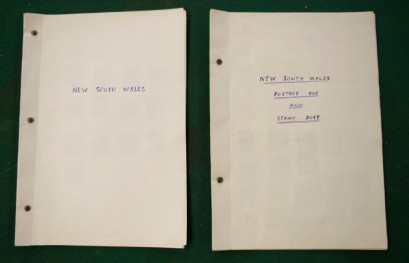 NEW SOUTH WALES
NEW SOUTH WALES
POSTAGE DUE
AND
STAMP DUTY